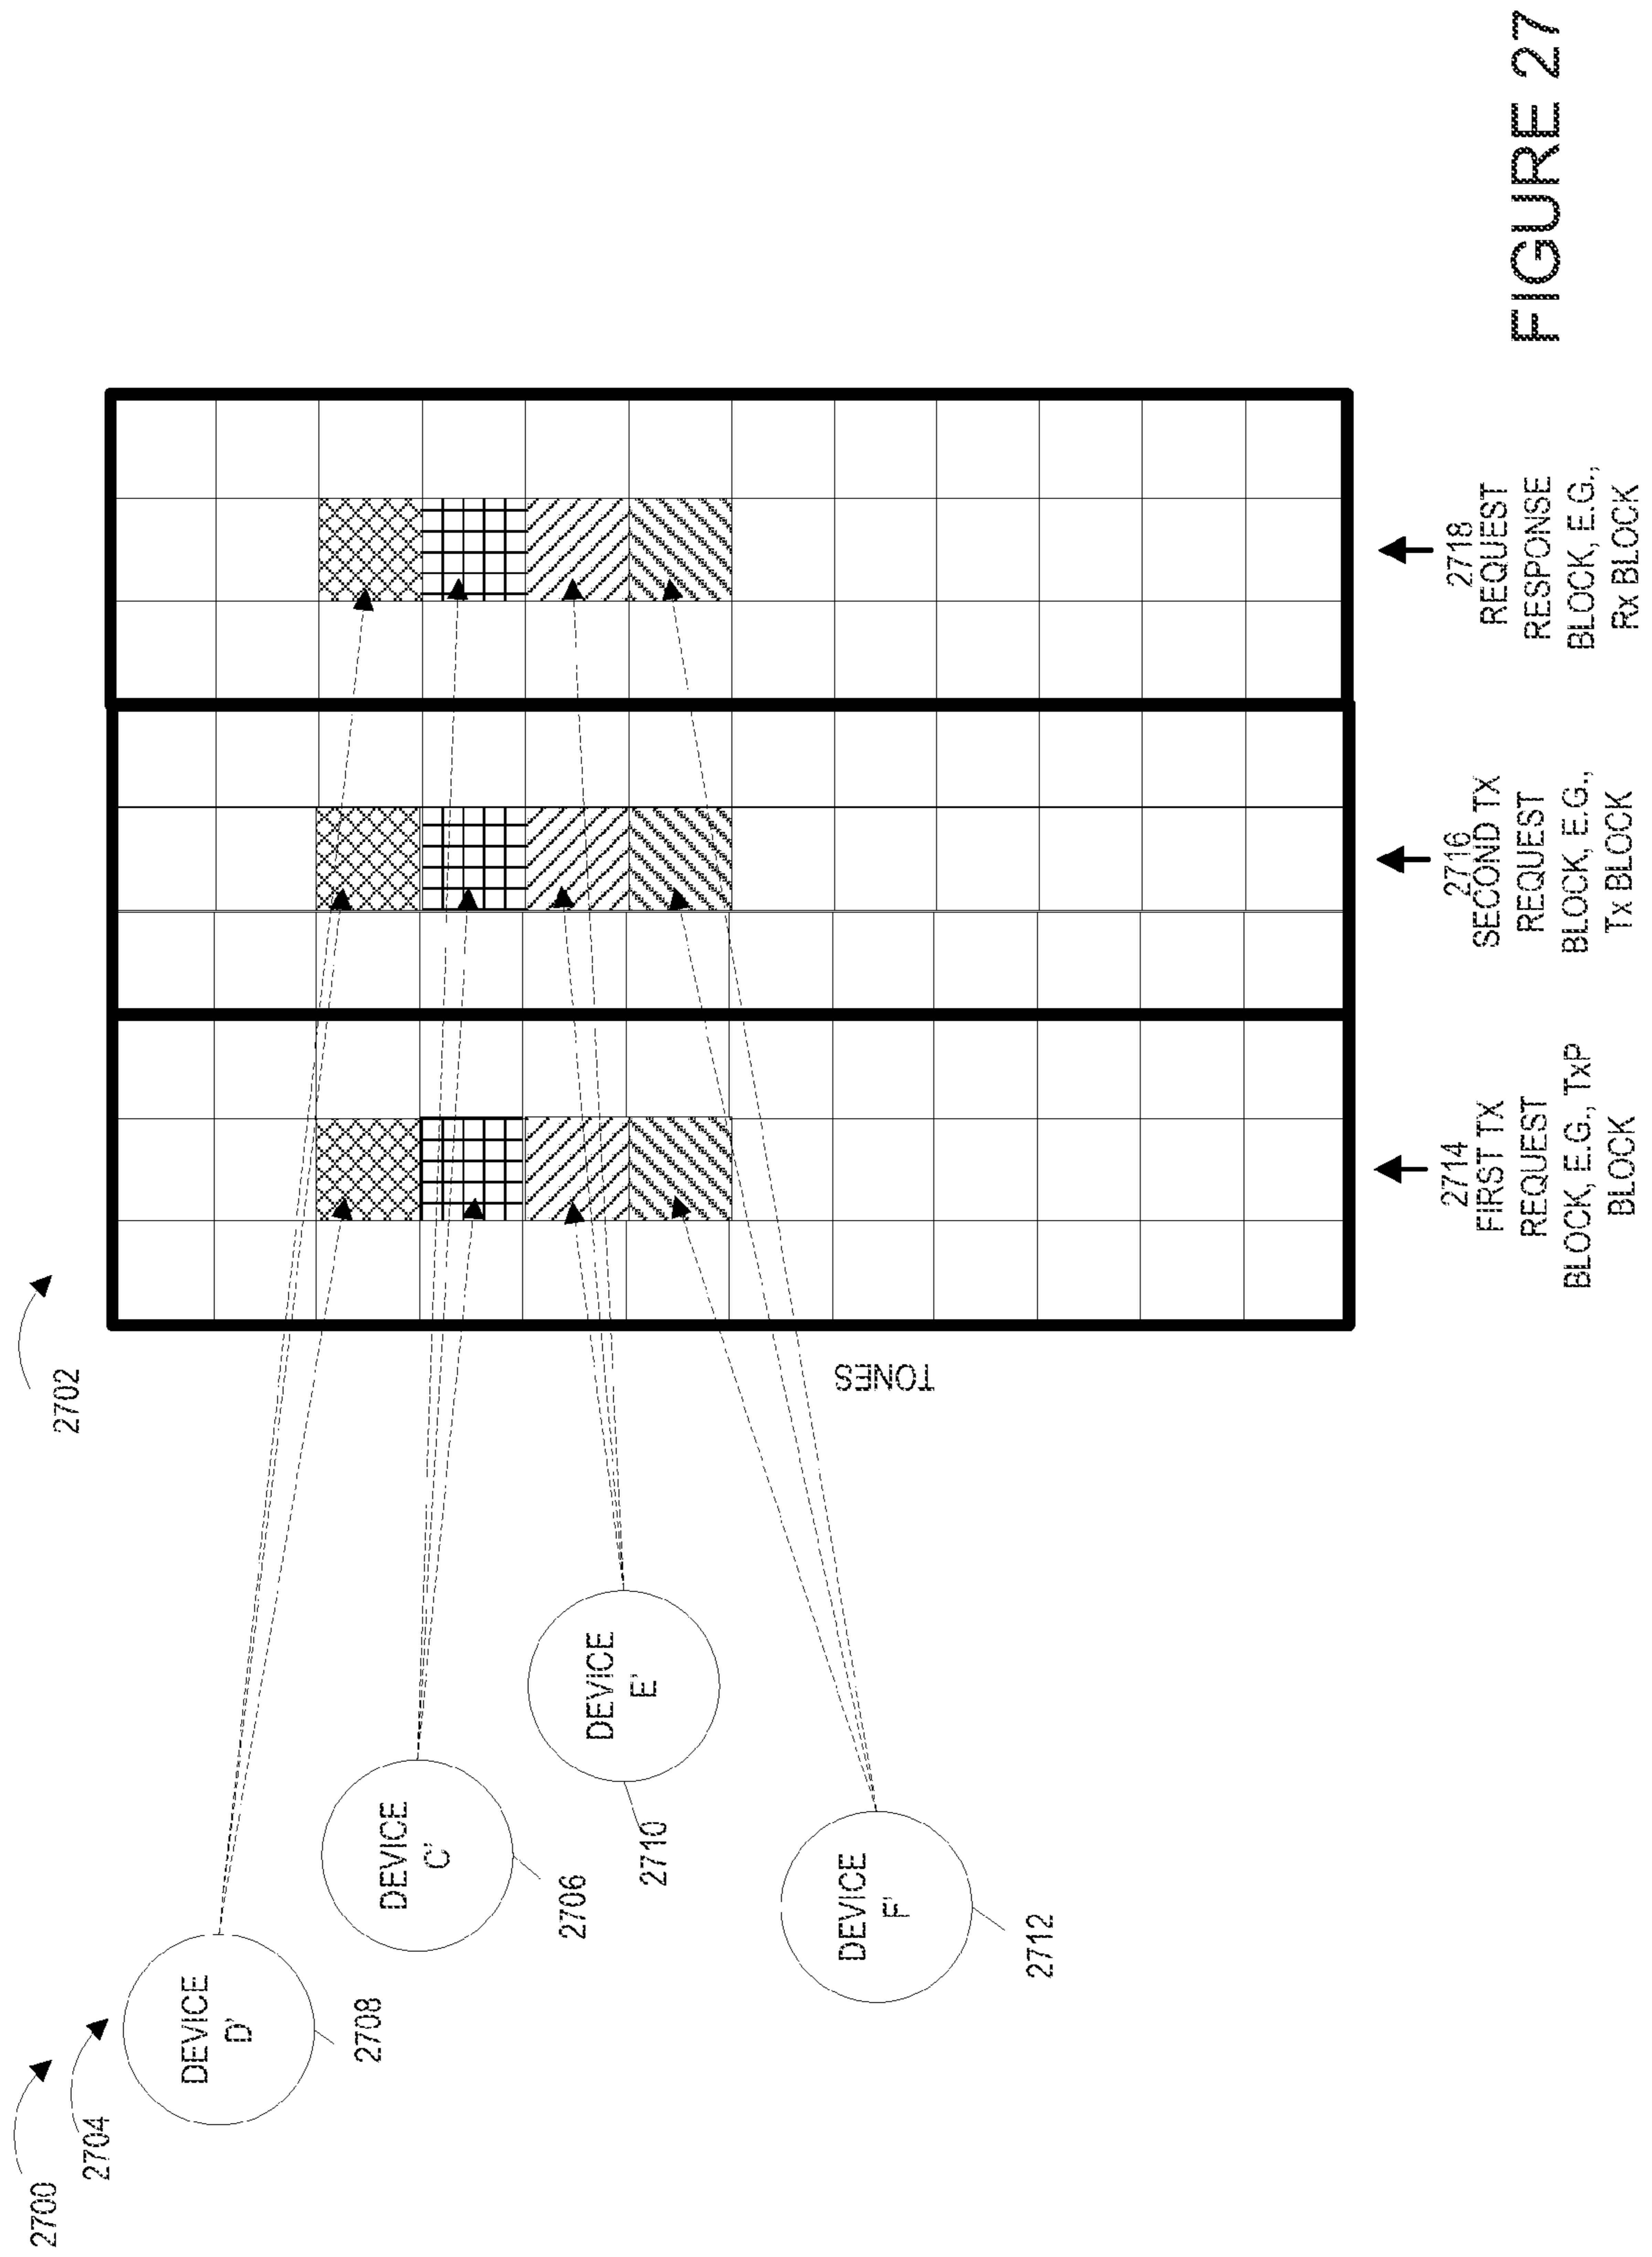 2700
2704
2702
DEVICE
D'
2708
DEVICE
C'
2706
DEVICE
E'
2710
DEVICE
F'
2712
TONES
2714
FIRST TX
REQUEST
BLOCK, E.G., TxP
BLOCK
2716
SECOND TX
REQUEST
BLOCK, E.G.,
Tx BLOCK
2718
REQUEST
RESPONSE
BLOCK, E.G.,
Rx BLOCK
FIGURE 27